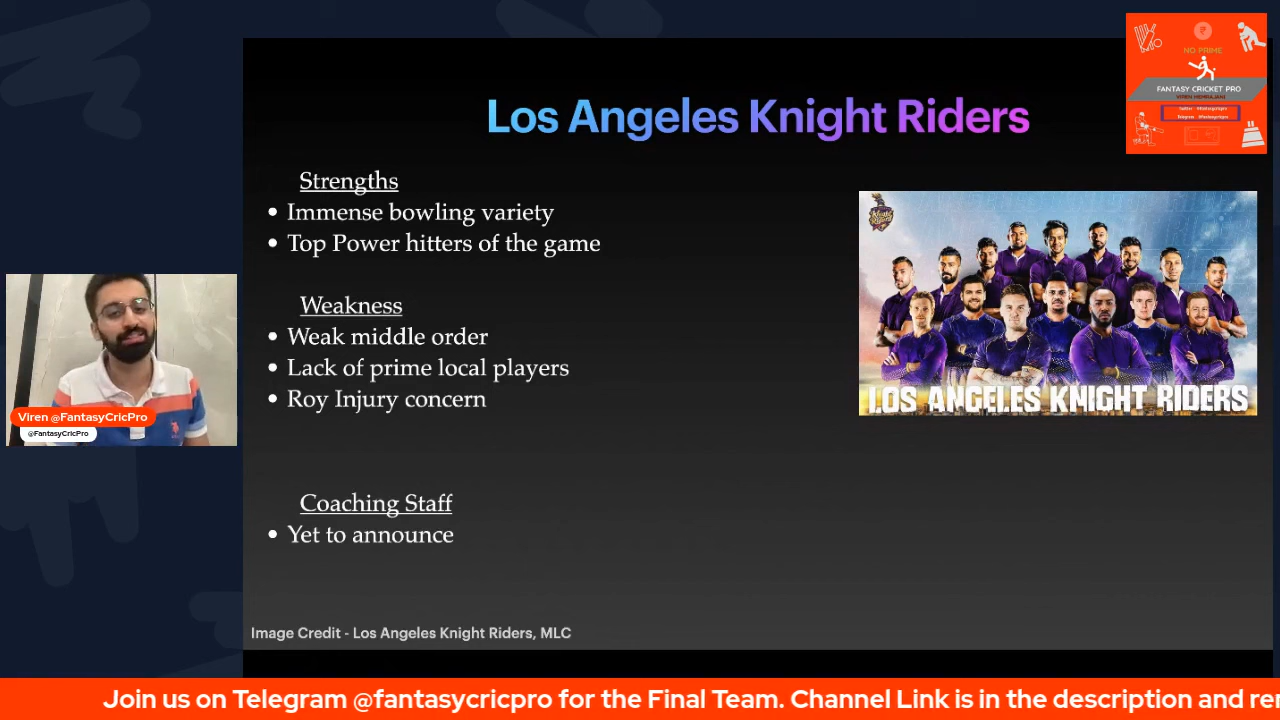 Los Angeles Knight Riders
Strengths
• Immense bowling variety
• Top Power hitters of the game
Weakness
• Weak middle order
• Lack of prime local players
• Roy Injury concern
Coaching Staff
• Yet to announce
Image Credit - Los Angeles Knight Riders, MLC
NO PRIME
FANTASY CRICKET PRO
LOS ANGELES KNIGHT RIDERS
Viren @FantasyCricPro
@FantasyCricPro
Join us on Telegram @fantasycricpro for the Final Team. Channel Link is in the description and